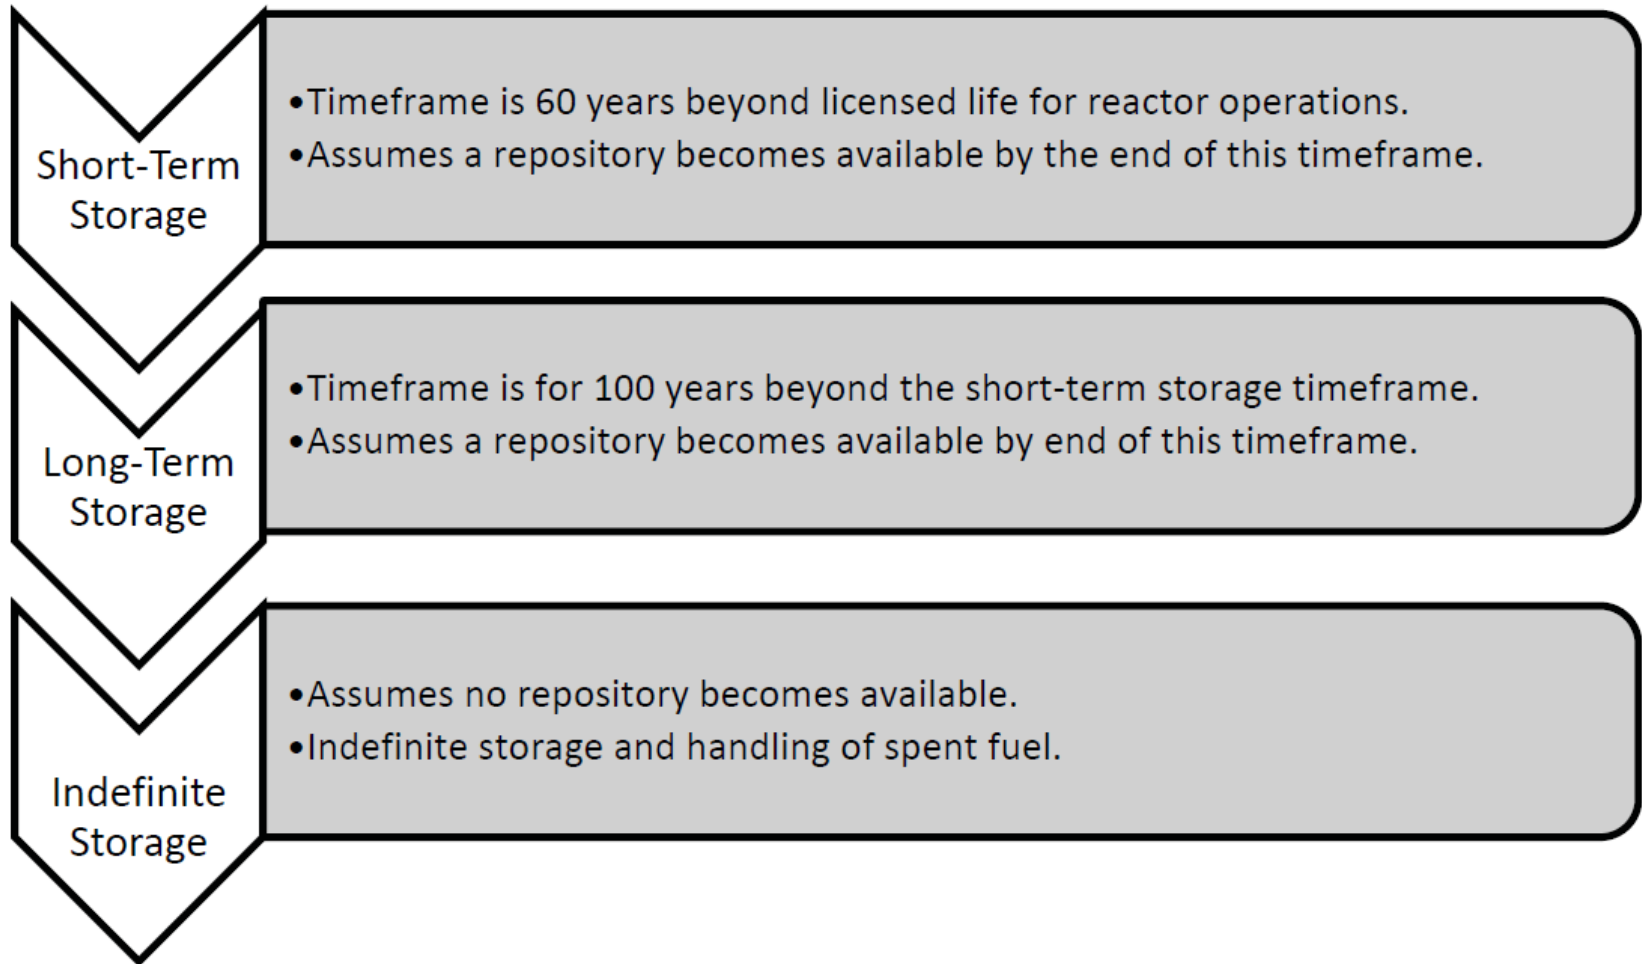 Short-Term
Storage
•Timeframe is 60 years beyond licensed life for reactor operations.
•Assumes a repository becomes available by the end of this timeframe.
Long-Term
Storage
•Timeframe is for 100 years beyond the short-term storage timeframe.
•Assumes a repository becomes available by end of this timeframe.
Indefinite
Storage
•Assumes no repository becomes available.
•Indefinite storage and handling of spent fuel.